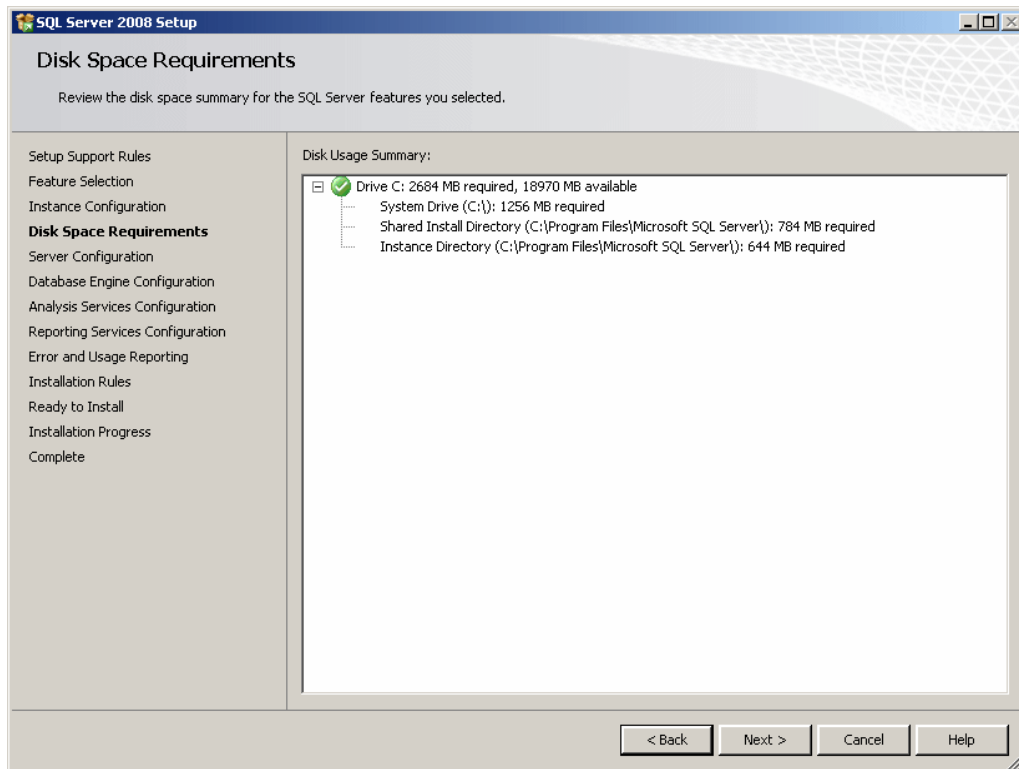 SQL Server 2008 Setup
Disk Space Requirements
Review the disk space summary for the SQL Server features you selected.
Setup Support Rules
Feature Selection
Instance Configuration
Disk Space Requirements
Server Configuration
Database Engine Configuration
Analysis Services Configuration
Reporting Services Configuration
Error and Usage Reporting
Installation Rules
Ready to Install
Installation Progress
Complete
Disk Usage Summary:
Drive C: 2684 MB required, 18970 MB available
System Drive (C:\): 1256 MB required
Shared Install Directory (C:\Program Files\Microsoft SQL Server\): 784 MB required
Instance Directory (C:\Program Files\Microsoft SQL Server\): 644 MB required
< Back Next > Cancel Help